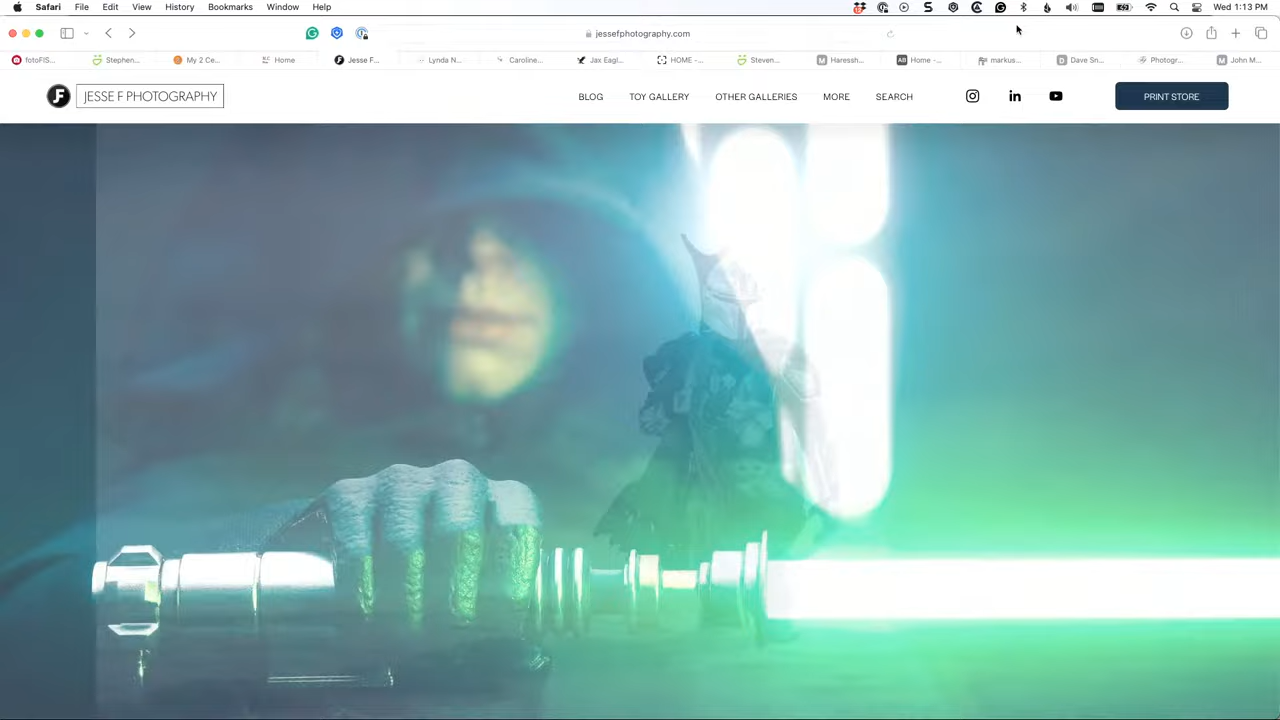 Safari File Edit View History Bookmarks Window Help Wed 1:13 PM
jessefphotography.com
fotoFIS... Stephen... My 2 Ce... Home Jesse F... Lynda N... Caroline... Jax Eagl... HOME -... Steven... Haressh... Home -... markus... Dave Sn... Photogr... John M...
JESSE F PHOTOGRAPHY BLOG TOY GALLERY OTHER GALLERIES MORE SEARCH PRINT STORE